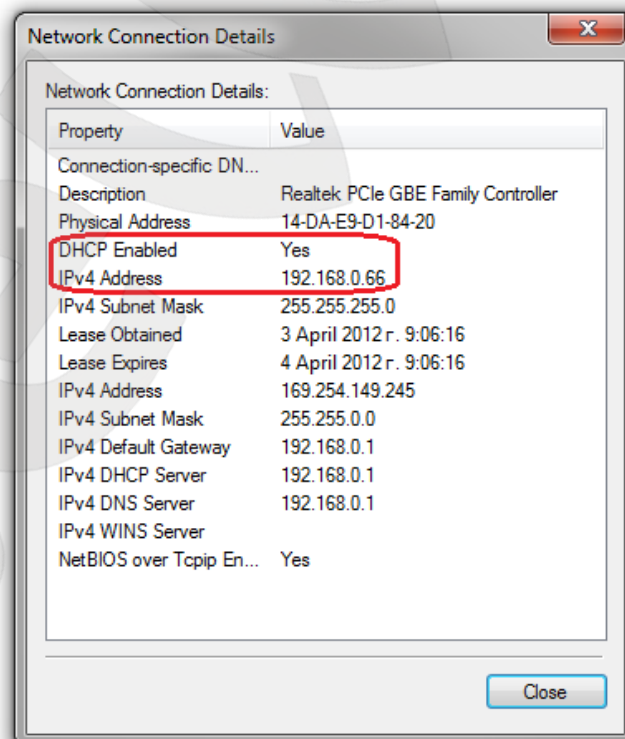 Network Connection Details
Network Connection Details:
Property Value
Connection-specific DN...
Description Realtek PCIe GBE Family Controller
Physical Address 14-DA-E9-D1-84-20
DHCP Enabled Yes
IPv4 Address 192.168.0.66
IPv4 Subnet Mask 255.255.255.0
Lease Obtained 3 April 2012 г. 9:06:16
Lease Expires 4 April 2012 г. 9:06:16
IPv4 Address 169.254.149.245
IPv4 Subnet Mask 255.255.0.0
IPv4 Default Gateway 192.168.0.1
IPv4 DHCP Server 192.168.0.1
IPv4 DNS Server 192.168.0.1
IPv4 WINS Server
NetBIOS over Tcpip En... Yes
Close